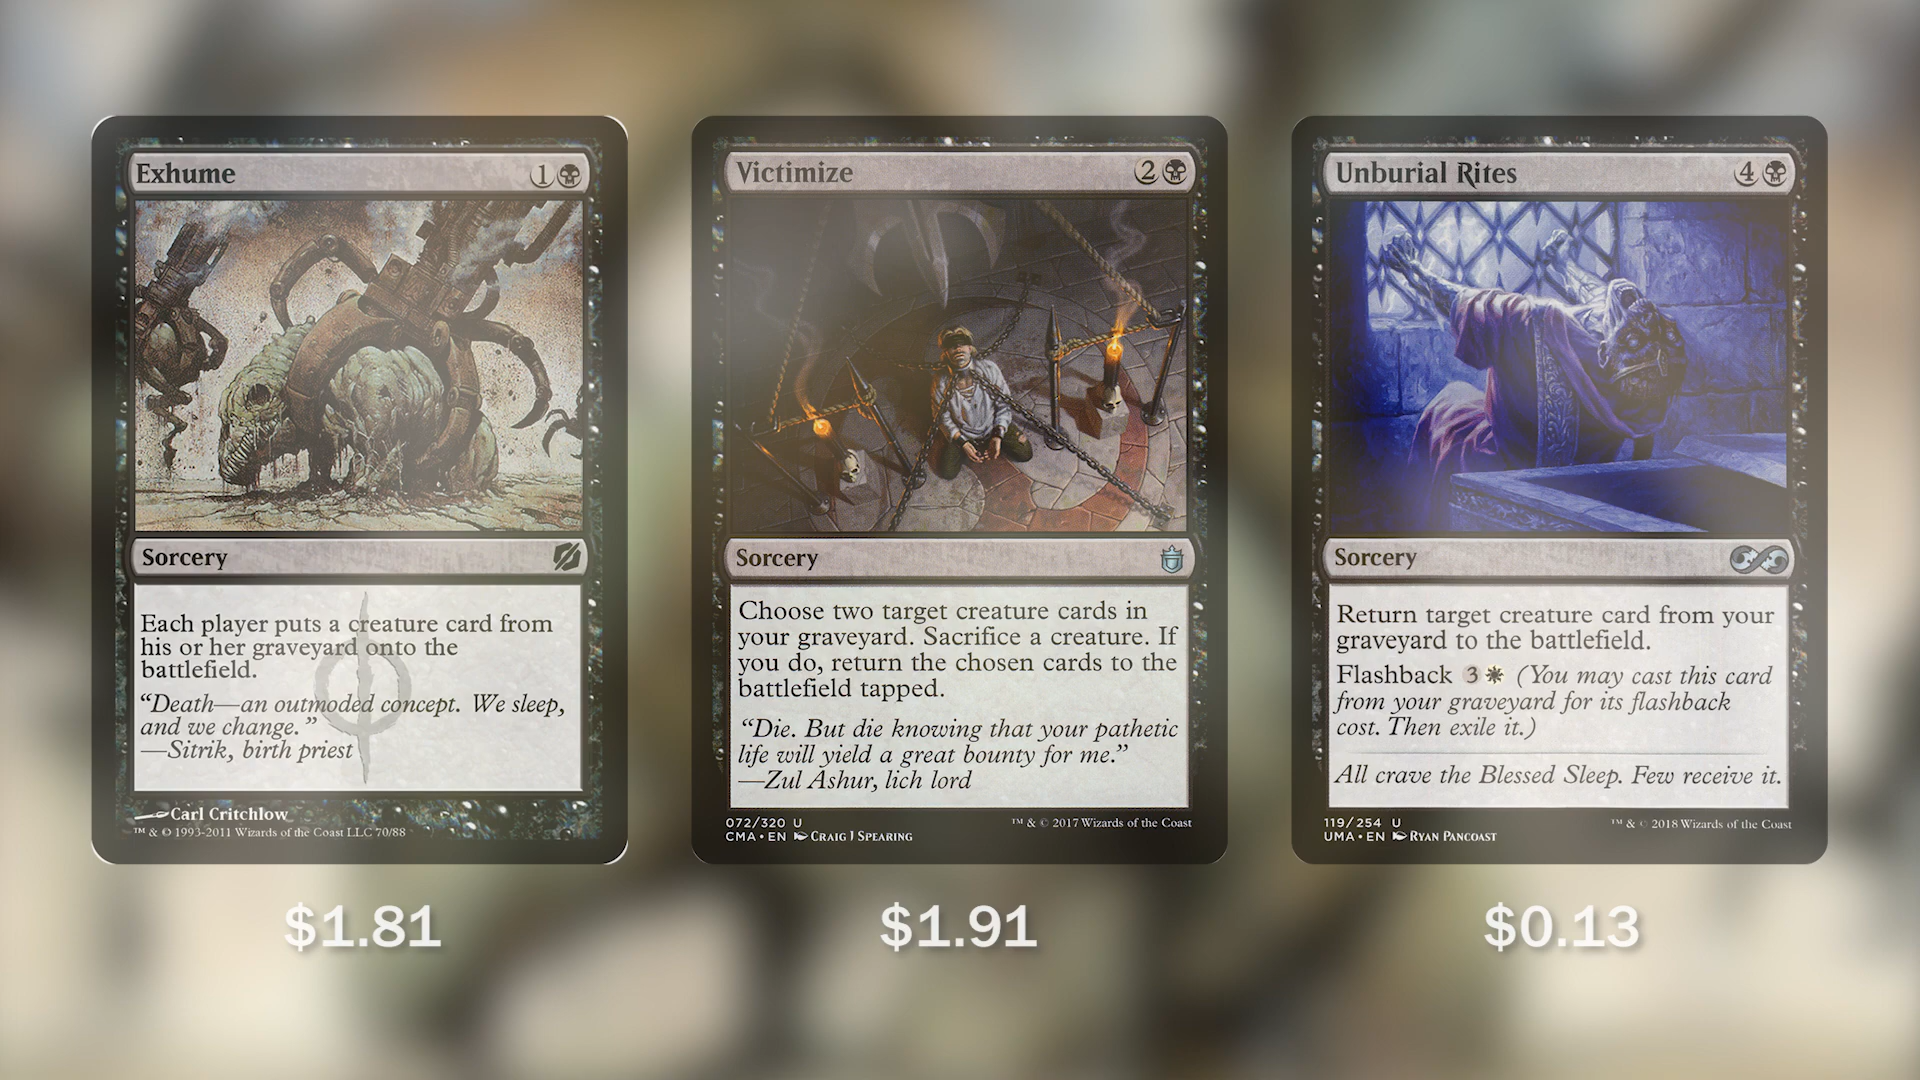 Exhume 1
Sorcery
Each player puts a creature card from
his or her graveyard onto the
battlefield.
“Death—an outmoded concept. We sleep,
and we change.”
—Sitrik, birth priest
Carl Critchlow
™ & © 1993-2011 Wizards of the Coast LLC 70/88
$1.81
Victimize 2
Sorcery
Choose two target creature cards in
your graveyard. Sacrifice a creature. If
you do, return the chosen cards to the
battlefield tapped.
“Die. But die knowing that your pathetic
life will yield a great bounty for me.”
—Zul Ashur, lich lord
072/320 U
CMA • EN CRAIG J SPEARING
™ & © 2017 Wizards of the Coast
$1.91
Unburial Rites 4
Sorcery
Return target creature card from your
graveyard to the battlefield.
Flashback 3 (You may cast this card
from your graveyard for its flashback
cost. Then exile it.)
All crave the Blessed Sleep. Few receive it.
119/254 U
UMA • EN RYAN PANCOAST
™ & © 2018 Wizards of the Coast
$0.13